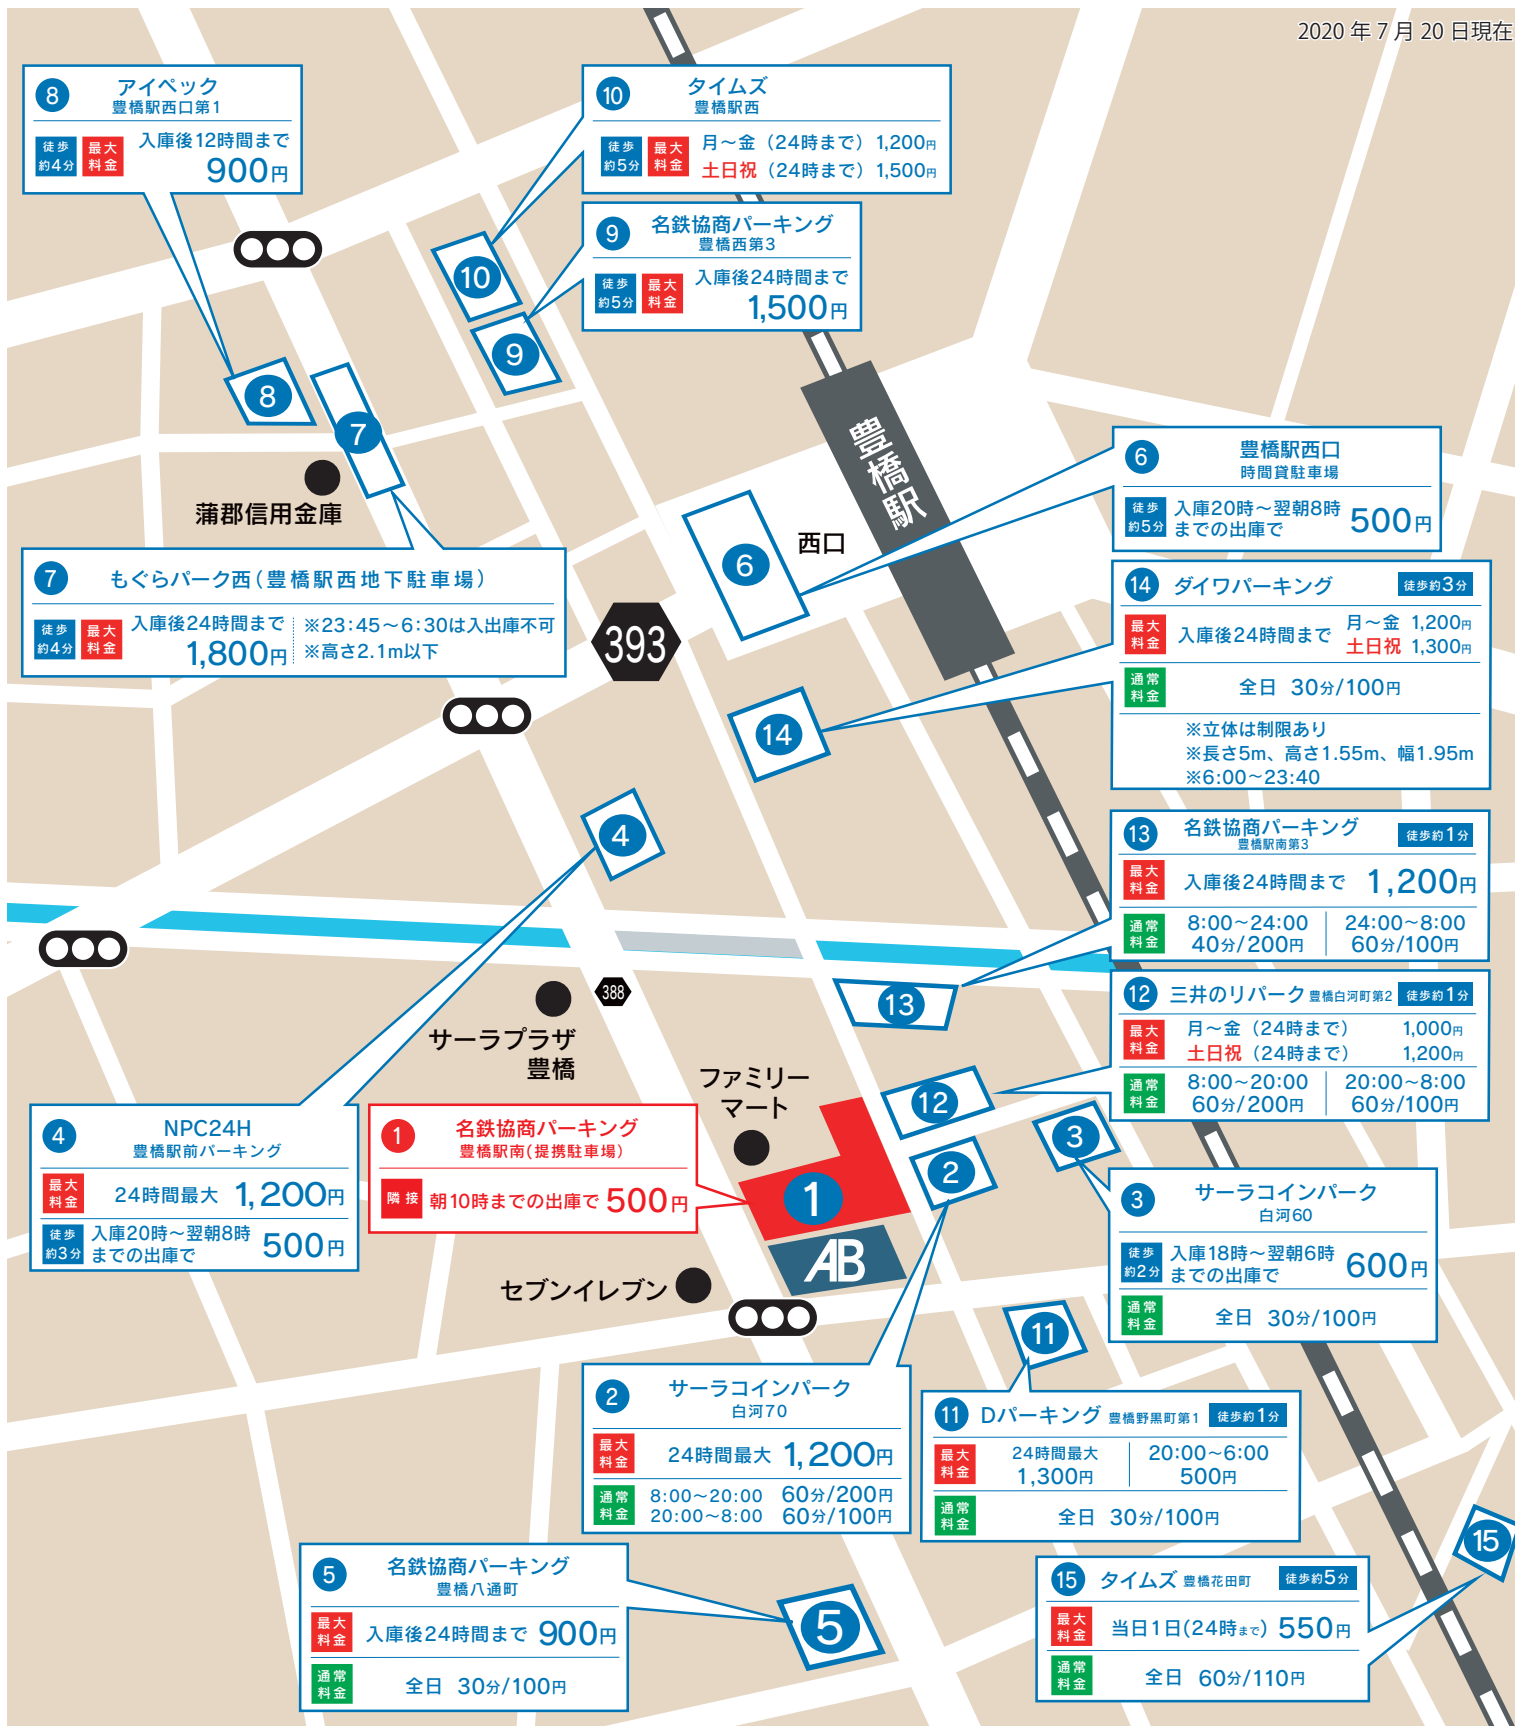 2020 年 7 月 20 日現在
8
アイペック
豊橋駅西口第1
徒歩
約4分
最大
料金
入庫後12時間まで
900円
10
タイムズ
豊橋駅西
徒歩
約5分
最大
料金
月～金（24時まで）1,200円
土日祝（24時まで）1,500円
9
名鉄協商パーキング
豊橋西第3
徒歩
約5分
最大
料金
入庫後24時間まで
1,500円
10
9
8
7
蒲郡信用金庫
豊橋駅
西口
6
6
豊橋駅西口
時間貸駐車場
徒歩
約5分
入庫20時～翌朝8時
までの出庫で
500円
7
もぐらパーク西(豊橋駅西地下駐車場)
徒歩
約4分
最大
料金
入庫後24時間まで
1,800円
※23:45～6:30は入出庫不可
※高さ2.1m以下
393
14
14
ダイワパーキング
徒歩約3分
最大
料金
入庫後24時間まで
月～金 1,200円
土日祝 1,300円
通常
料金
全日 30分/100円
※立体は制限あり
※長さ5m、高さ1.55m、幅1.95m
※6:00～23:40
4
13
名鉄協商パーキング
豊橋駅南第3
徒歩約1分
最大
料金
入庫後24時間まで 1,200円
通常
料金
8:00～24:00
40分/200円
24:00～8:00
60分/100円
388
サーラプラザ
豊橋
13
12
三井のリパーク 豊橋白河町第2
徒歩約1分
最大
料金
月～金（24時まで） 1,000円
土日祝（24時まで） 1,200円
通常
料金
8:00～20:00
60分/200円
20:00～8:00
60分/100円
ファミリー
マート
12
3
2
1
AB
4
NPC24H
豊橋駅前パーキング
最大
料金
24時間最大 1,200円
徒歩
約3分
入庫20時～翌朝8時
までの出庫で
500円
1
名鉄協商パーキング
豊橋駅南(提携駐車場)
隣接
朝10時までの出庫で 500円
3
サーラコインパーク
白河60
徒歩
約2分
入庫18時～翌朝6時
までの出庫で
600円
通常
料金
全日 30分/100円
セブンイレブン
11
2
サーラコインパーク
白河70
最大
料金
24時間最大 1,200円
通常
料金
8:00～20:00 60分/200円
20:00～8:00 60分/100円
11
Dパーキング 豊橋野黒町第1
徒歩約1分
最大
料金
24時間最大
1,300円
20:00～6:00
500円
通常
料金
全日 30分/100円
15
5
名鉄協商パーキング
豊橋八通町
最大
料金
入庫後24時間まで 900円
通常
料金
全日 30分/100円
5
15
タイムズ 豊橋花田町
徒歩約5分
最大
料金
当日1日(24時まで) 550円
通常
料金
全日 60分/110円